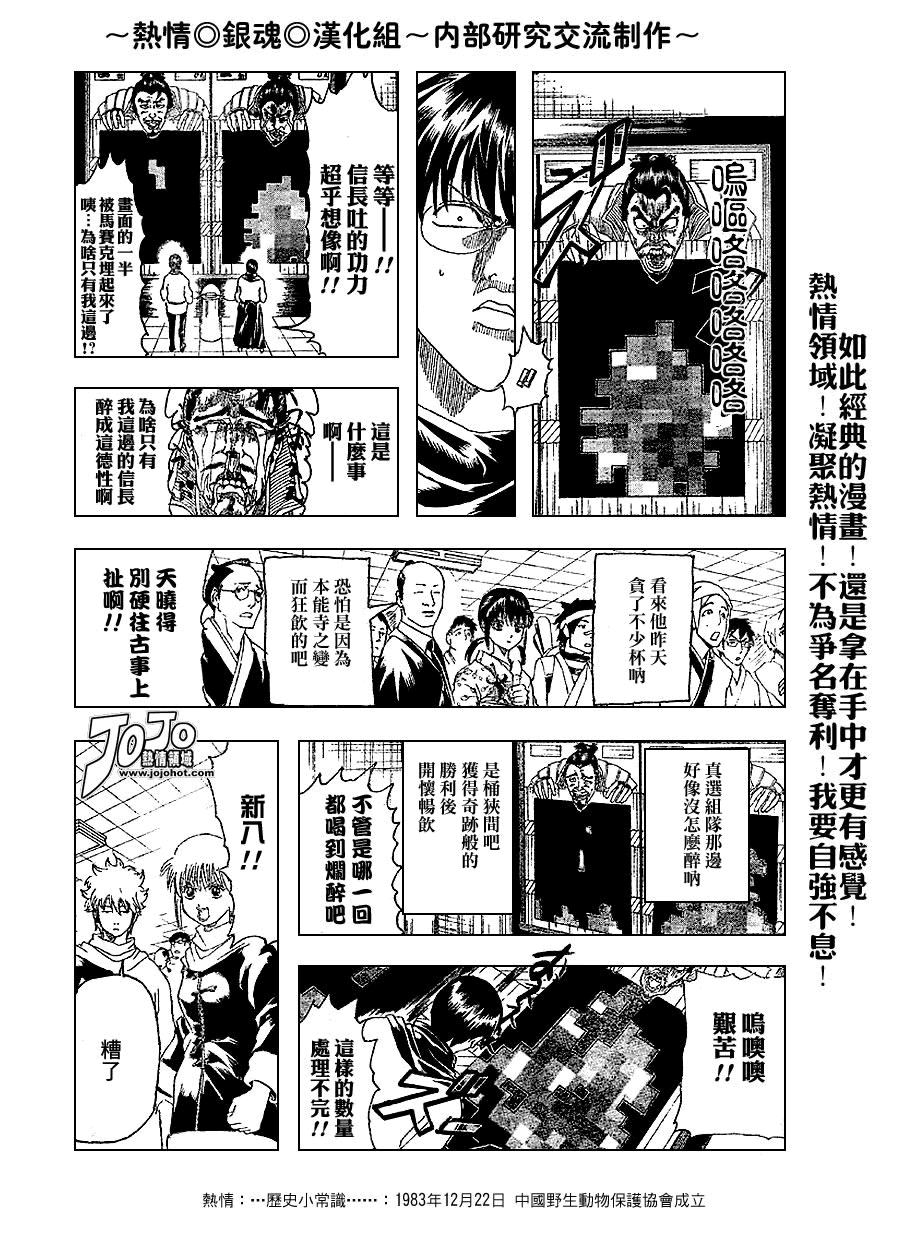 ～熱情◎銀魂◎漢化組～内部研究交流制作～
嗚嘔咯咯咯咯咯咯
!!
等等——!!
信長吐的功力
超乎想像啊!!
畫面的一半
被馬賽克埋起來了
咦…為啥只有我這邊!?
這是
什麼事
啊——
為啥只有
我這邊的信長
醉成這德性啊
看來他昨天
貪了不少杯吶
恐怕是因為
本能寺之變
而狂飲的吧
天曉得
別硬往古事上
扯啊!!
真選組隊那邊
好像沒怎麼醉吶
是桶狹間吧
獲得奇跡般的
勝利後
開懷暢飲
不管是哪一回
都喝到爛醉吧
新八!!
糟了
嗚噢噢
艱苦!!
這樣的數量
處理不完!!
如此經典的漫畫！還是拿在手中才更有感覺！
熱情領域！凝聚熱情！不為爭名奪利！我要自強不息！
JOJO
熱情領域
www.jojohot.com
熱情：…歷史小常識……：1983年12月22日 中國野生動物保護協會成立